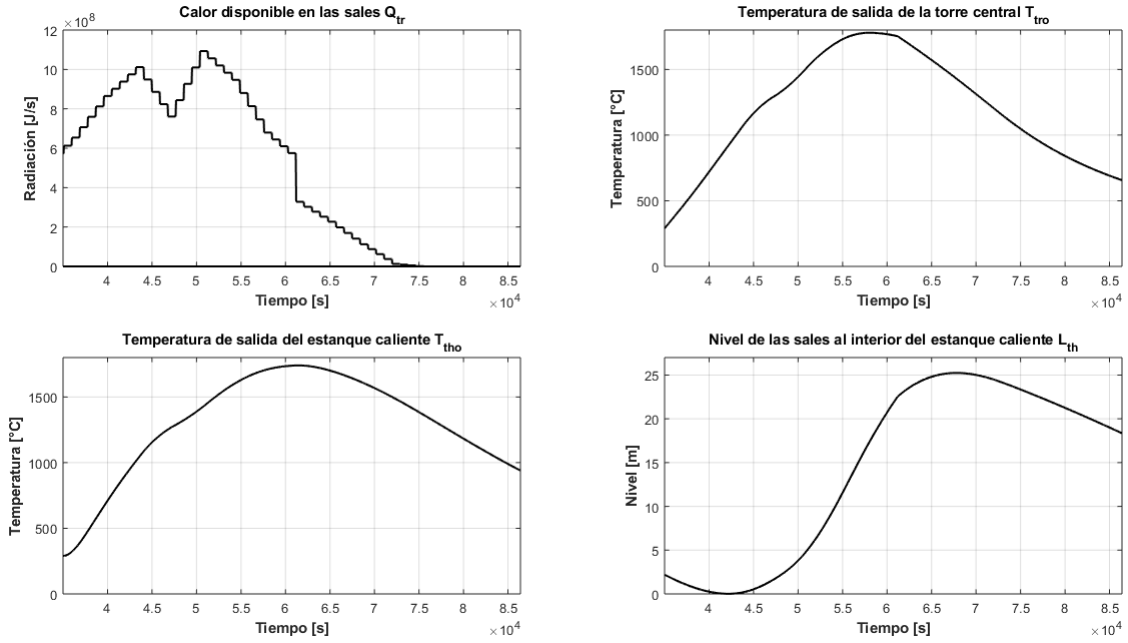 Calor disponible en las sales Q_tr
×10^8
12
10
8
6
4
2
0
Radiación [J/s]
4 4.5 5 5.5 6 6.5 7 7.5 8 8.5
Tiempo [s]
×10^4
Temperatura de salida de la torre central T_tro
1500
1000
500
0
Temperatura [°C]
4 4.5 5 5.5 6 6.5 7 7.5 8 8.5
Tiempo [s]
×10^4
Temperatura de salida del estanque caliente T_tho
1500
1000
500
0
Temperatura [°C]
4 4.5 5 5.5 6 6.5 7 7.5 8 8.5
Tiempo [s]
×10^4
Nivel de las sales al interior del estanque caliente L_th
25
20
15
10
5
0
Nivel [m]
4 4.5 5 5.5 6 6.5 7 7.5 8 8.5
Tiempo [s]
×10^4